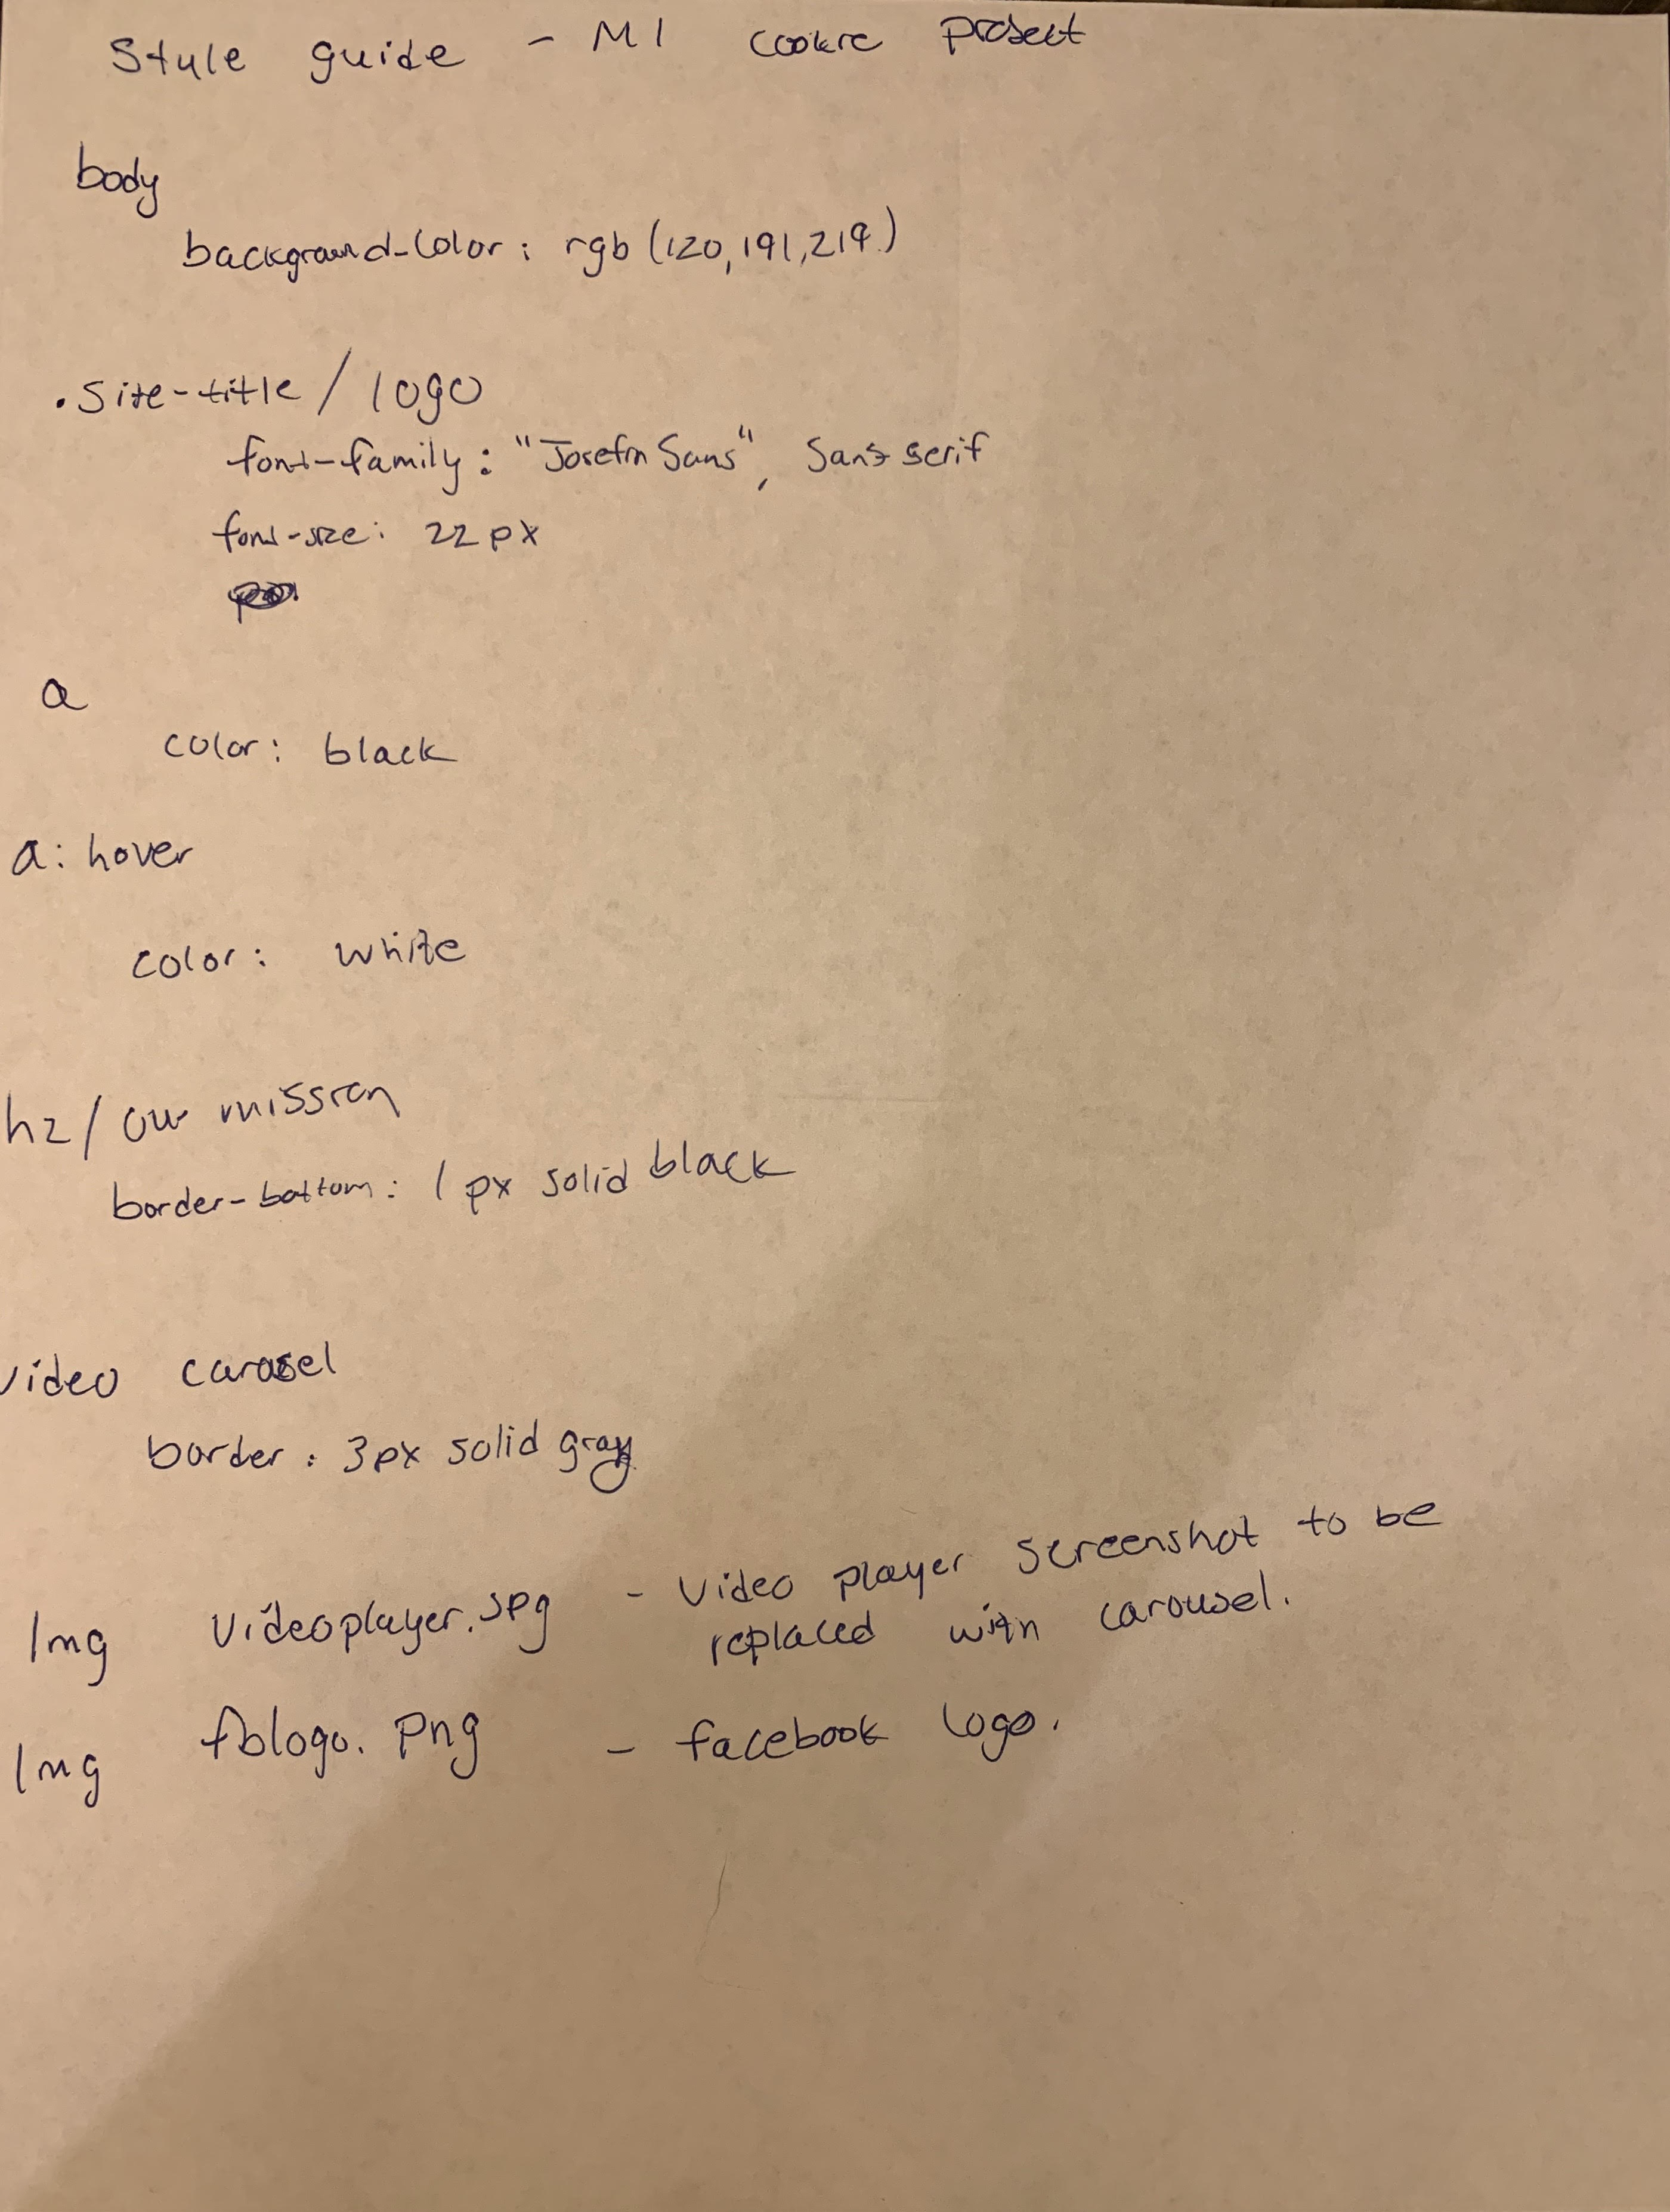 Style guide - MI cookie project
body
background-color: rgb (120, 191, 219)
.site-title / logo
font-family: "Josefin Sans", Sans serif
font-size: 22 px
a
color: black
a: hover
color: white
h2 / our mission
border-bottom: 1 px solid black
video carosel
border: 3px solid gray
Img Videoplayer.jpg - Video player screenshot to be
replaced with carousel.
Img fblogo.png - facebook logo.